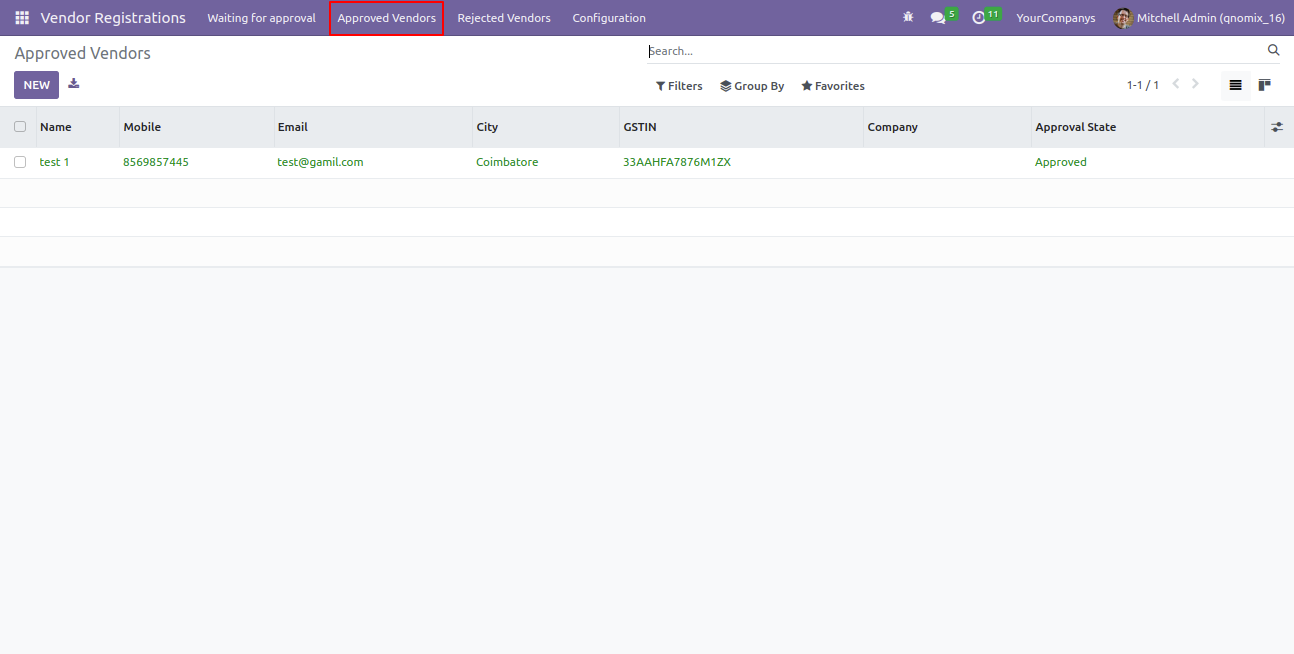 Vendor Registrations Waiting for approval Approved Vendors Rejected Vendors Configuration 5 11 YourCompanys Mitchell Admin (qnomix_16)
Approved Vendors Search...
NEW Filters Group By Favorites 1-1 / 1
Name Mobile Email City GSTIN Company Approval State
test 1 8569857445 test@gamil.com Coimbatore 33AAHFA7876M1ZX Approved